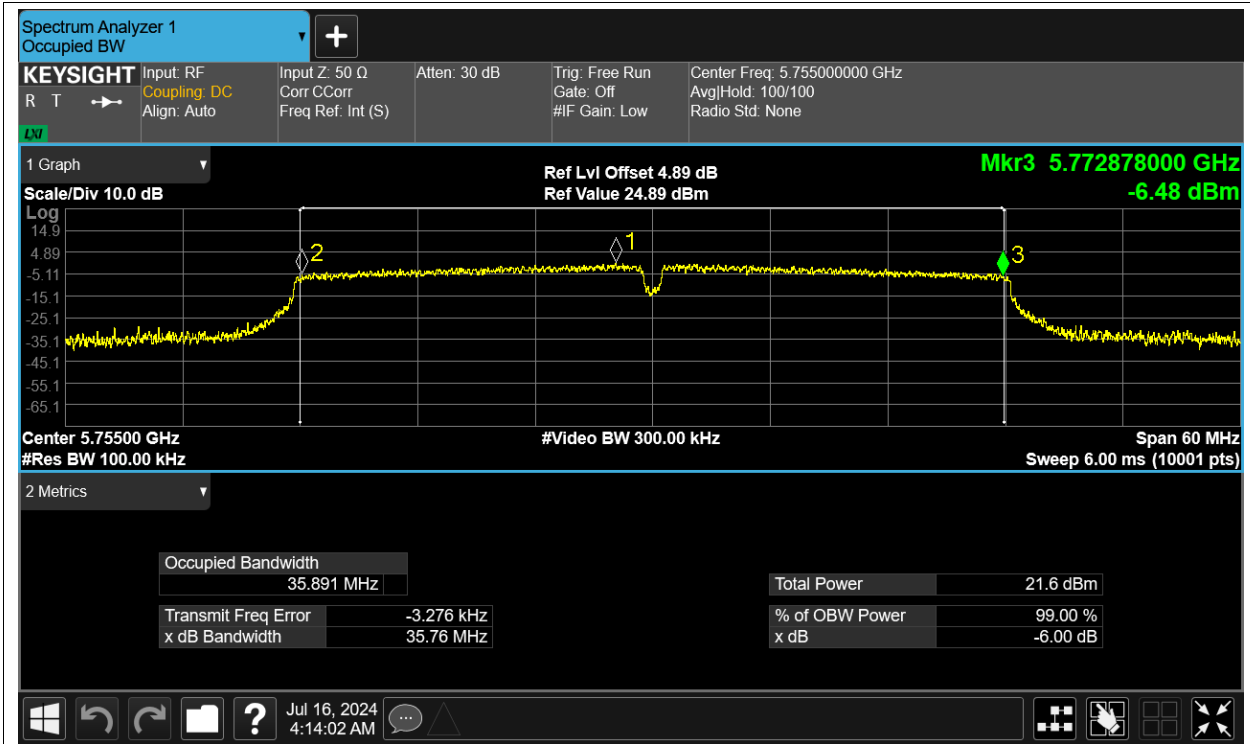 Spectrum Analyzer 1
Occupied BW
+
KEYSIGHT
R T
LXI
Input: RF
Coupling: DC
Align: Auto
Input Z: 50 Ω
Corr CCorr
Freq Ref: Int (S)
Atten: 30 dB
Trig: Free Run
Gate: Off
#IF Gain: Low
Center Freq: 5.755000000 GHz
Avg|Hold: 100/100
Radio Std: None
1 Graph
Scale/Div 10.0 dB
Ref Lvl Offset 4.89 dB
Ref Value 24.89 dBm
Mkr3 5.772878000 GHz
-6.48 dBm
Log
14.9
4.89
-5.11
-15.1
-25.1
-35.1
-45.1
-55.1
-65.1
2
1
3
Center 5.75500 GHz
#Res BW 100.00 kHz
#Video BW 300.00 kHz
Span 60 MHz
Sweep 6.00 ms (10001 pts)
2 Metrics
Occupied Bandwidth
35.891 MHz
Transmit Freq Error -3.276 kHz
x dB Bandwidth 35.76 MHz
Total Power 21.6 dBm
% of OBW Power 99.00 %
x dB -6.00 dB
?
Jul 16, 2024
4:14:02 AM